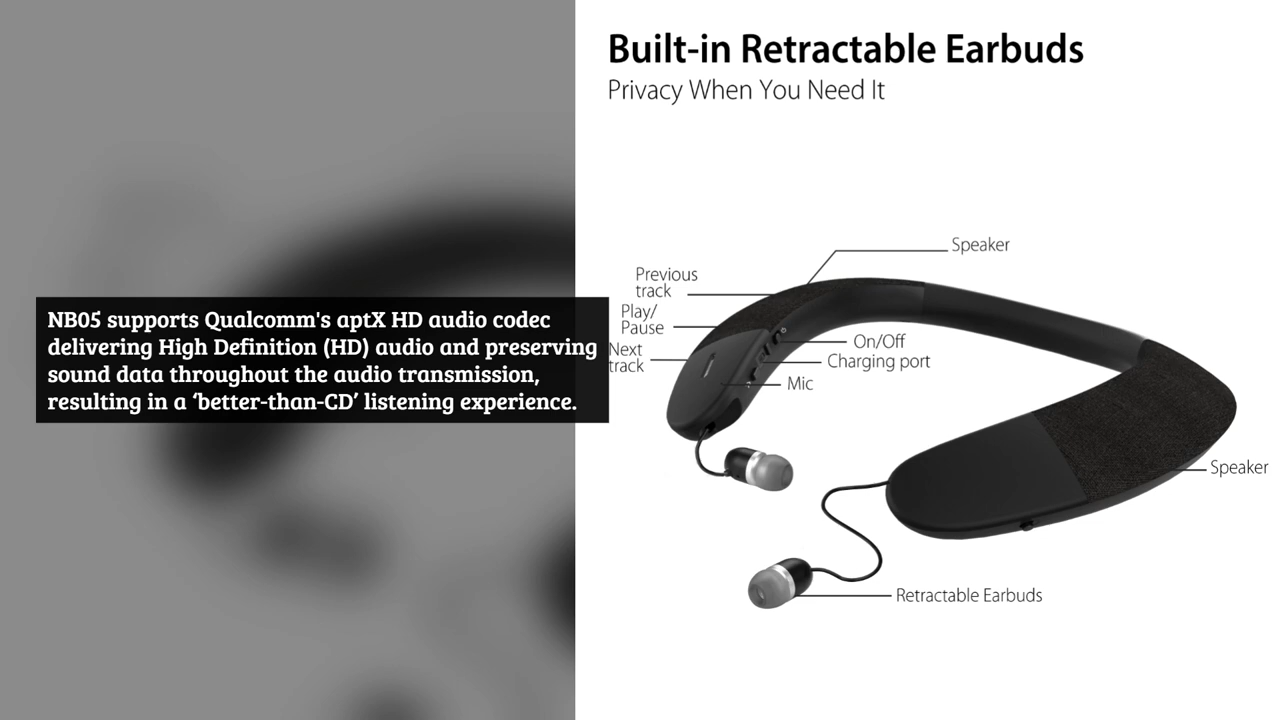 Built-in Retractable Earbuds
Privacy When You Need It
NB05 supports Qualcomm's aptX HD audio codec
delivering High Definition (HD) audio and preserving
sound data throughout the audio transmission,
resulting in a ‘better-than-CD’ listening experience.
Speaker
Previous
track
Play/
Pause
Next
track
On/Off
Charging port
Mic
Speaker
Retractable Earbuds